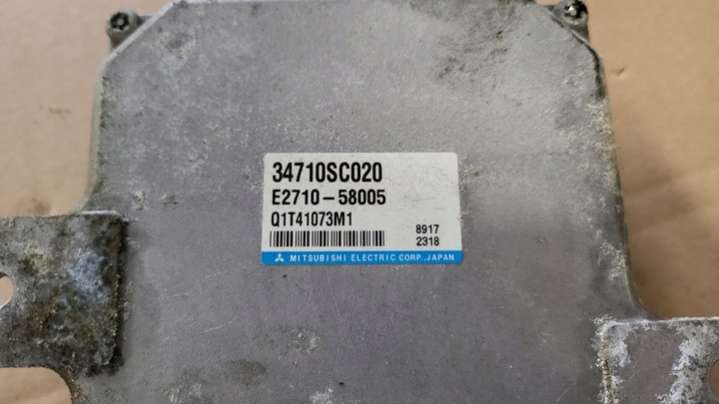 34710SC020
E2710-58005
Q1T41073M1
8917
2318
MITSUBISHI ELECTRIC CORP., JAPAN